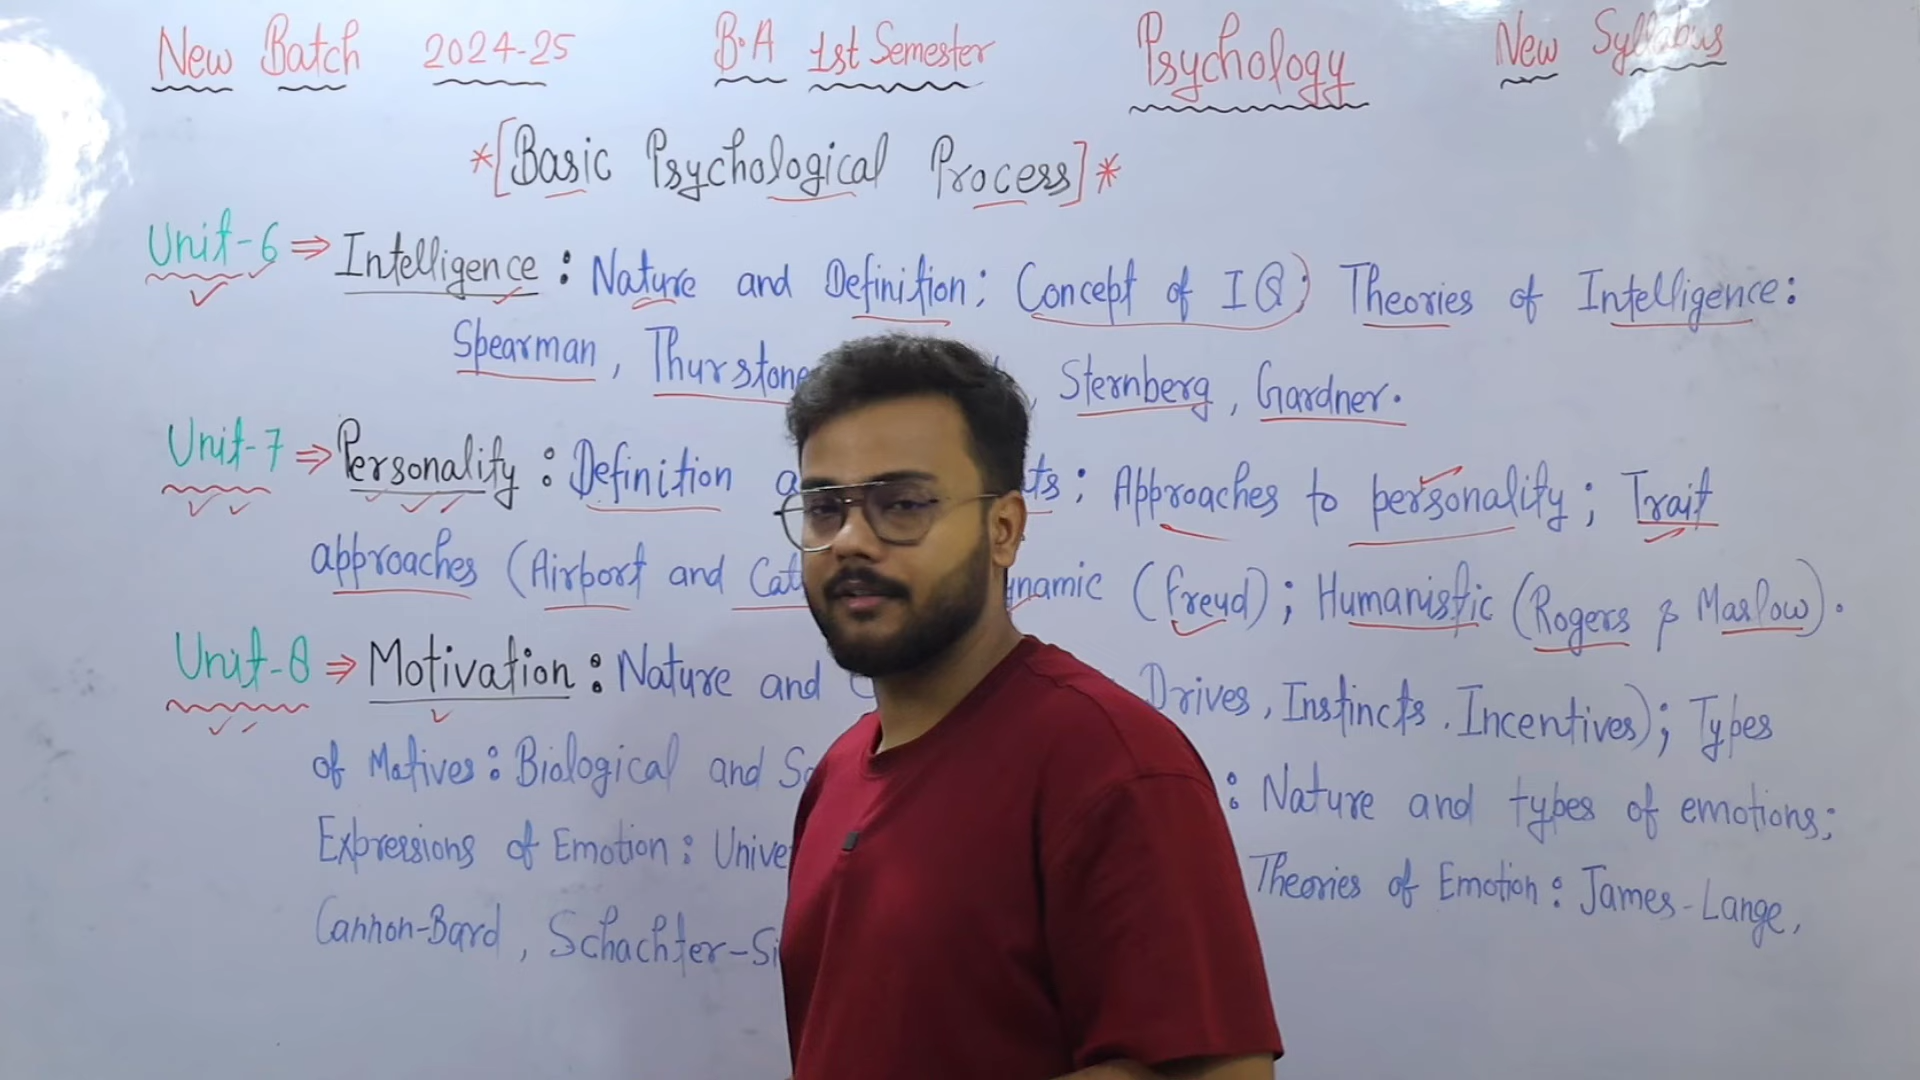 New Batch 2024-25 B.A 1st Semester Psychology New Syllabus
*[Basic Psychological Process]*
Unit-6 ⇒ Intelligence : Nature and Definition; Concept of IQ; Theories of Intelligence:
Spearman, Thurstone , Sternberg, Gardner.
Unit-7 ⇒ Personality : Definition ; Approaches to personality; Trait
approaches (Airport and (Freud); Humanistic (Rogers & Maslow).
Unit-8 ⇒ Motivation : Nature and Drives, Instincts, Incentives); Types
of Motives : Biological and : Nature and types of emotions;
Expressions of Emotion : Theories of Emotion : James-Lange,
Cannon-Bard, Schachter-